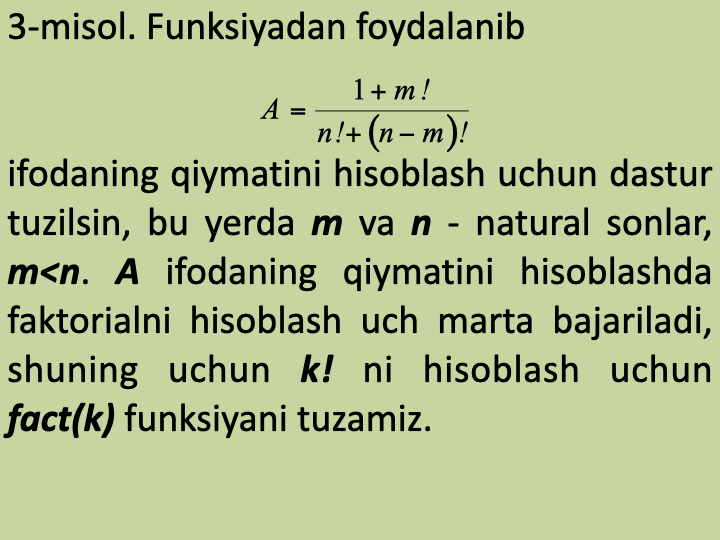 3-misol. Funksiyadan foydalanib
A = (1 + m!) / (n! + (n − m)!)
ifodaning qiymatini hisoblash uchun dastur
tuzilsin, bu yerda m va n - natural sonlar,
m<n. A ifodaning qiymatini hisoblashda
faktorialni hisoblash uch marta bajariladi,
shuning uchun k! ni hisoblash uchun
fact(k) funksiyani tuzamiz.